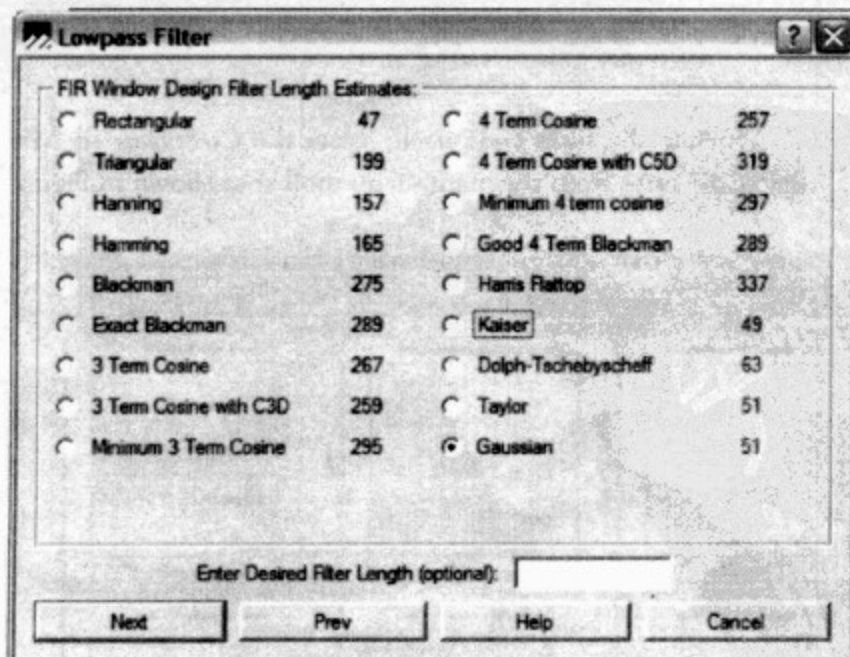 Lowpass Filter
FIR Window Design Filter Length Estimates:
Rectangular 47
Triangular 199
Hanning 157
Hamming 165
Blackman 275
Exact Blackman 289
3 Term Cosine 267
3 Term Cosine with C3D 259
Minimum 3 Term Cosine 295
4 Term Cosine 257
4 Term Cosine with C5D 319
Minimum 4 term cosine 297
Good 4 Term Blackman 289
Harris Flattop 337
Kaiser 49
Dolph-Tschebyscheff 63
Taylor 51
Gaussian 51
Enter Desired Filter Length (optional):
Next Prev Help Cancel